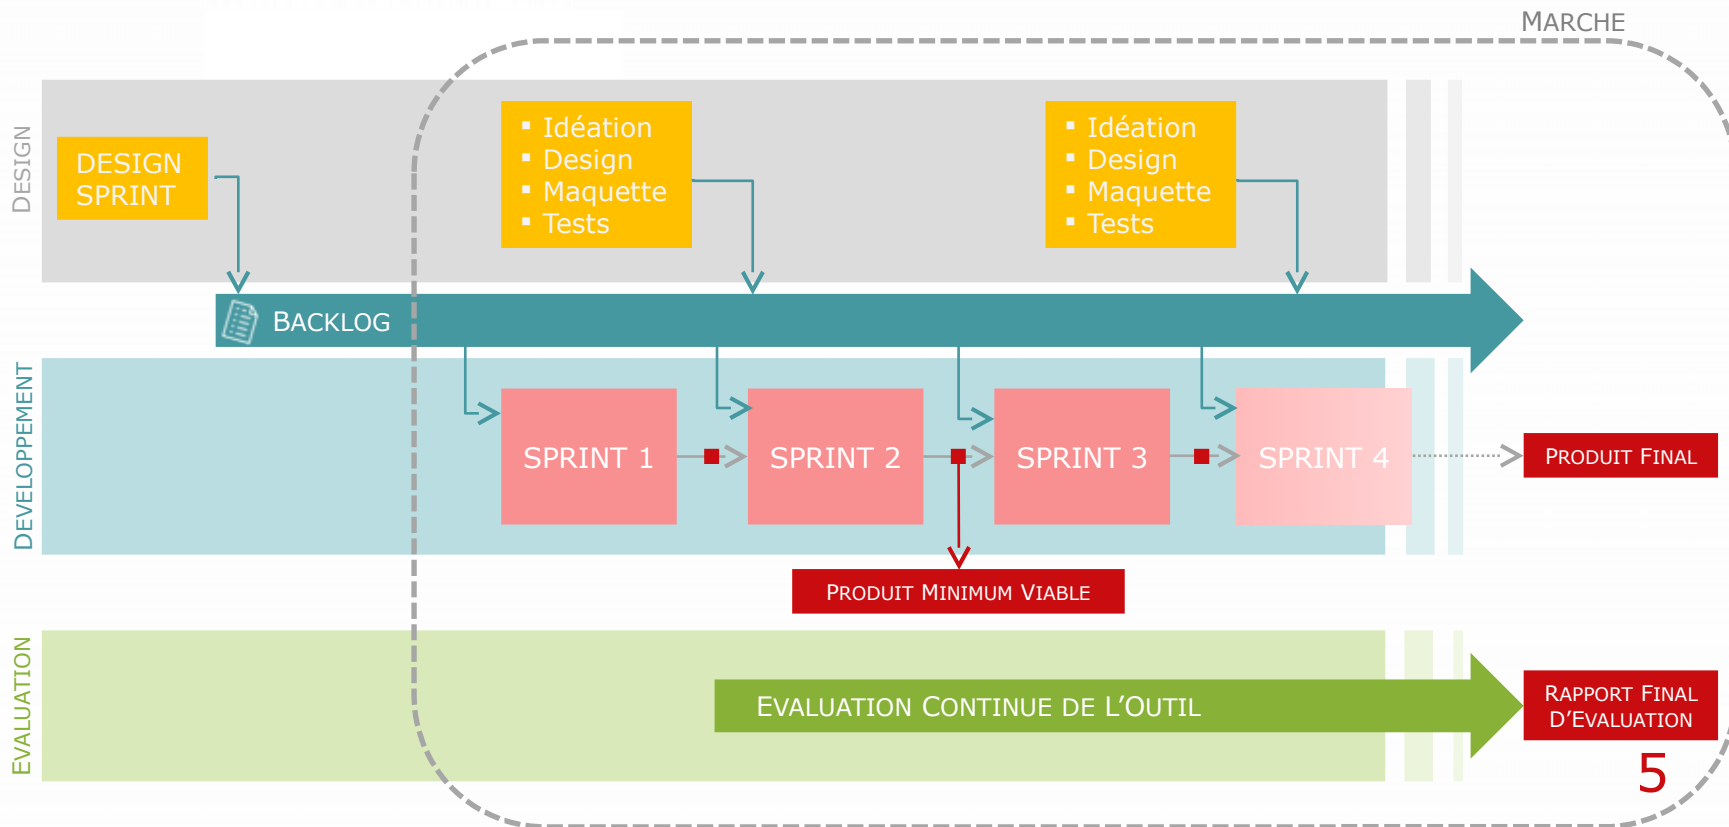 MARCHE
DESIGN
DESIGN
SPRINT
▪ Idéation
▪ Design
▪ Maquette
▪ Tests
▪ Idéation
▪ Design
▪ Maquette
▪ Tests
BACKLOG
DEVELOPPEMENT
SPRINT 1
SPRINT 2
SPRINT 3
SPRINT 4
PRODUIT FINAL
PRODUIT MINIMUM VIABLE
EVALUATION
EVALUATION CONTINUE DE L'OUTIL
RAPPORT FINAL
D'EVALUATION
5